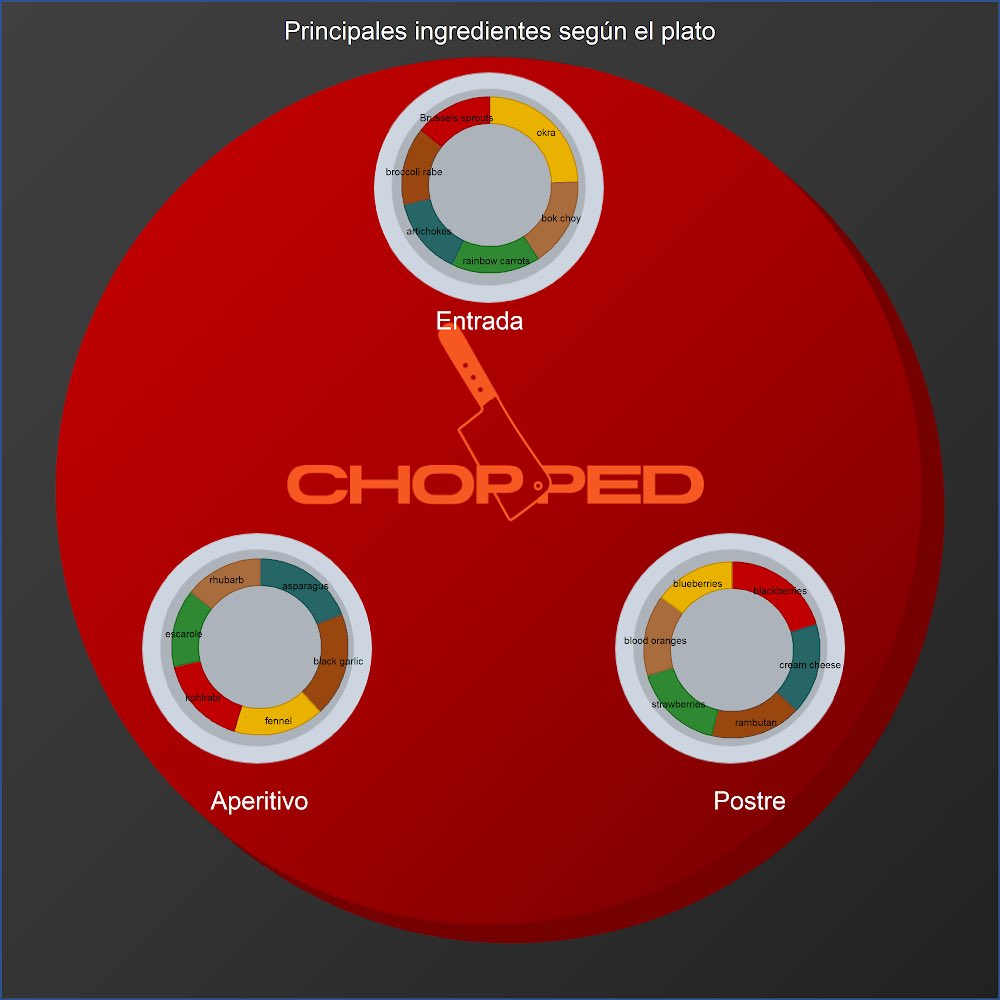 Principales ingredientes según el plato
Brussels sprouts
okra
broccoli rabe
bok choy
artichokes
rainbow carrots
Entrada
CHOPPED
rhubarb
asparagus
escarole
black garlic
kohlrabi
fennel
Aperitivo
blueberries
blackberries
blood oranges
cream cheese
strawberries
rambutan
Postre